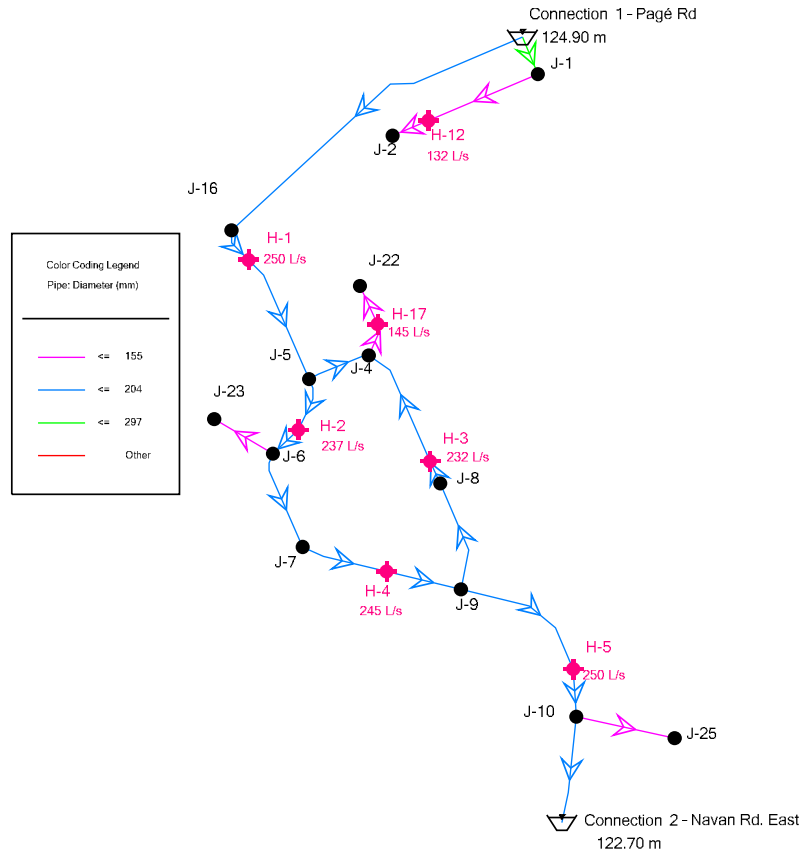 Connection 1 - Pagé Rd
124.90 m
J-1
H-12
J-2
132 L/s
J-16
H-1
250 L/s
J-22
Color Coding Legend
Pipe: Diameter (mm)
<= 155
<= 204
<= 297
Other
H-17
145 L/s
J-5
J-4
J-23
H-2
237 L/s
H-3
232 L/s
J-6
J-8
J-7
H-4
245 L/s
J-9
H-5
250 L/s
J-10
J-25
Connection 2 - Navan Rd. East
122.70 m